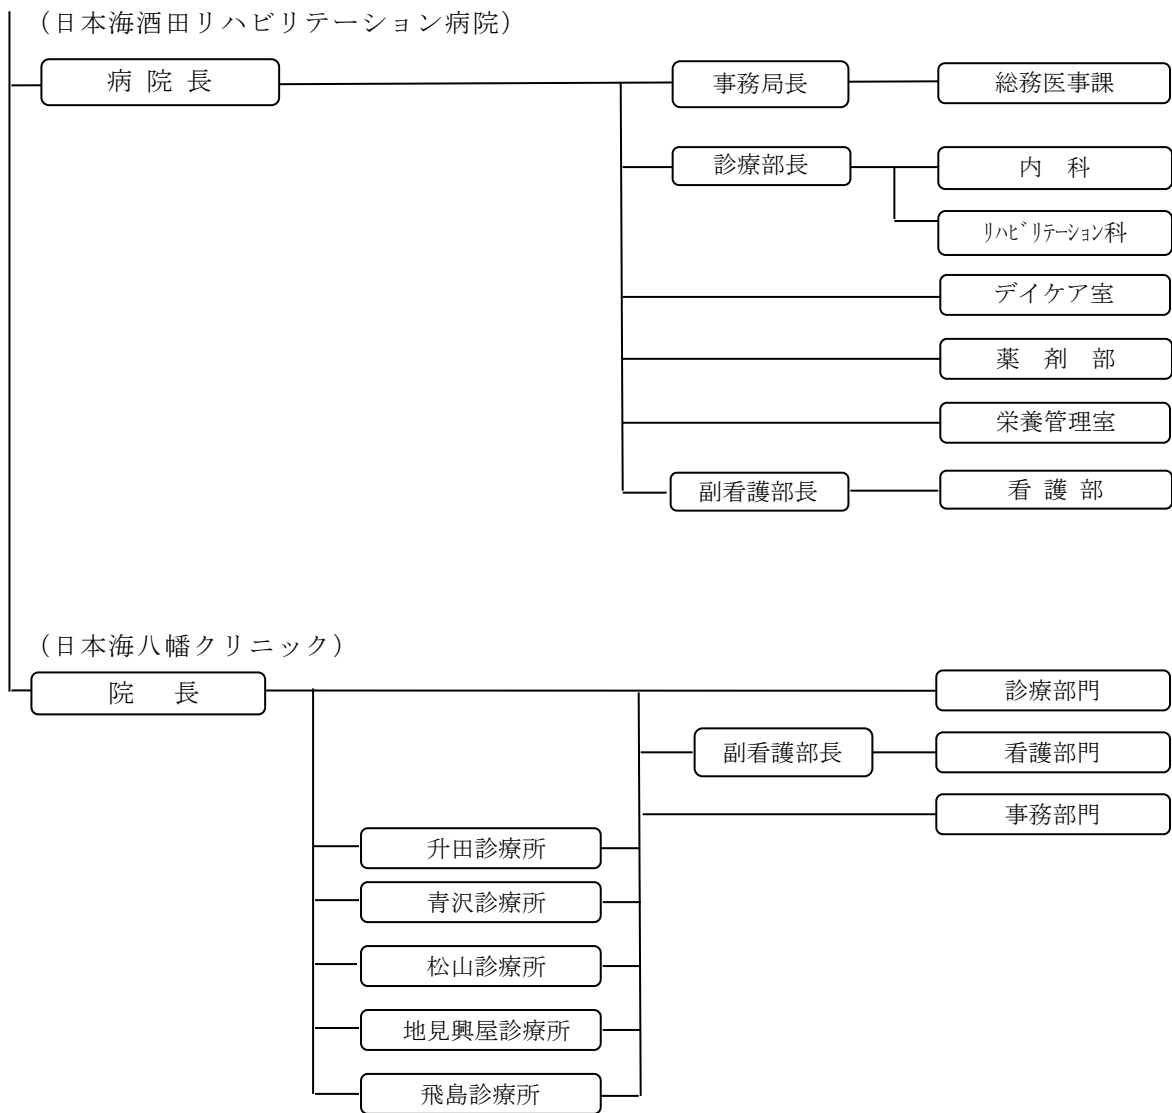 （日本海酒田リハビリテーション病院）
病 院 長
事務局長
総務医事課
診療部長
内　科
ﾘﾊﾋﾞﾘﾃｰｼｮﾝ科
デイケア室
薬　剤　部
栄養管理室
副看護部長
看 護 部
（日本海八幡クリニック）
院　長
診療部門
副看護部長
看護部門
事務部門
升田診療所
青沢診療所
松山診療所
地見興屋診療所
飛島診療所